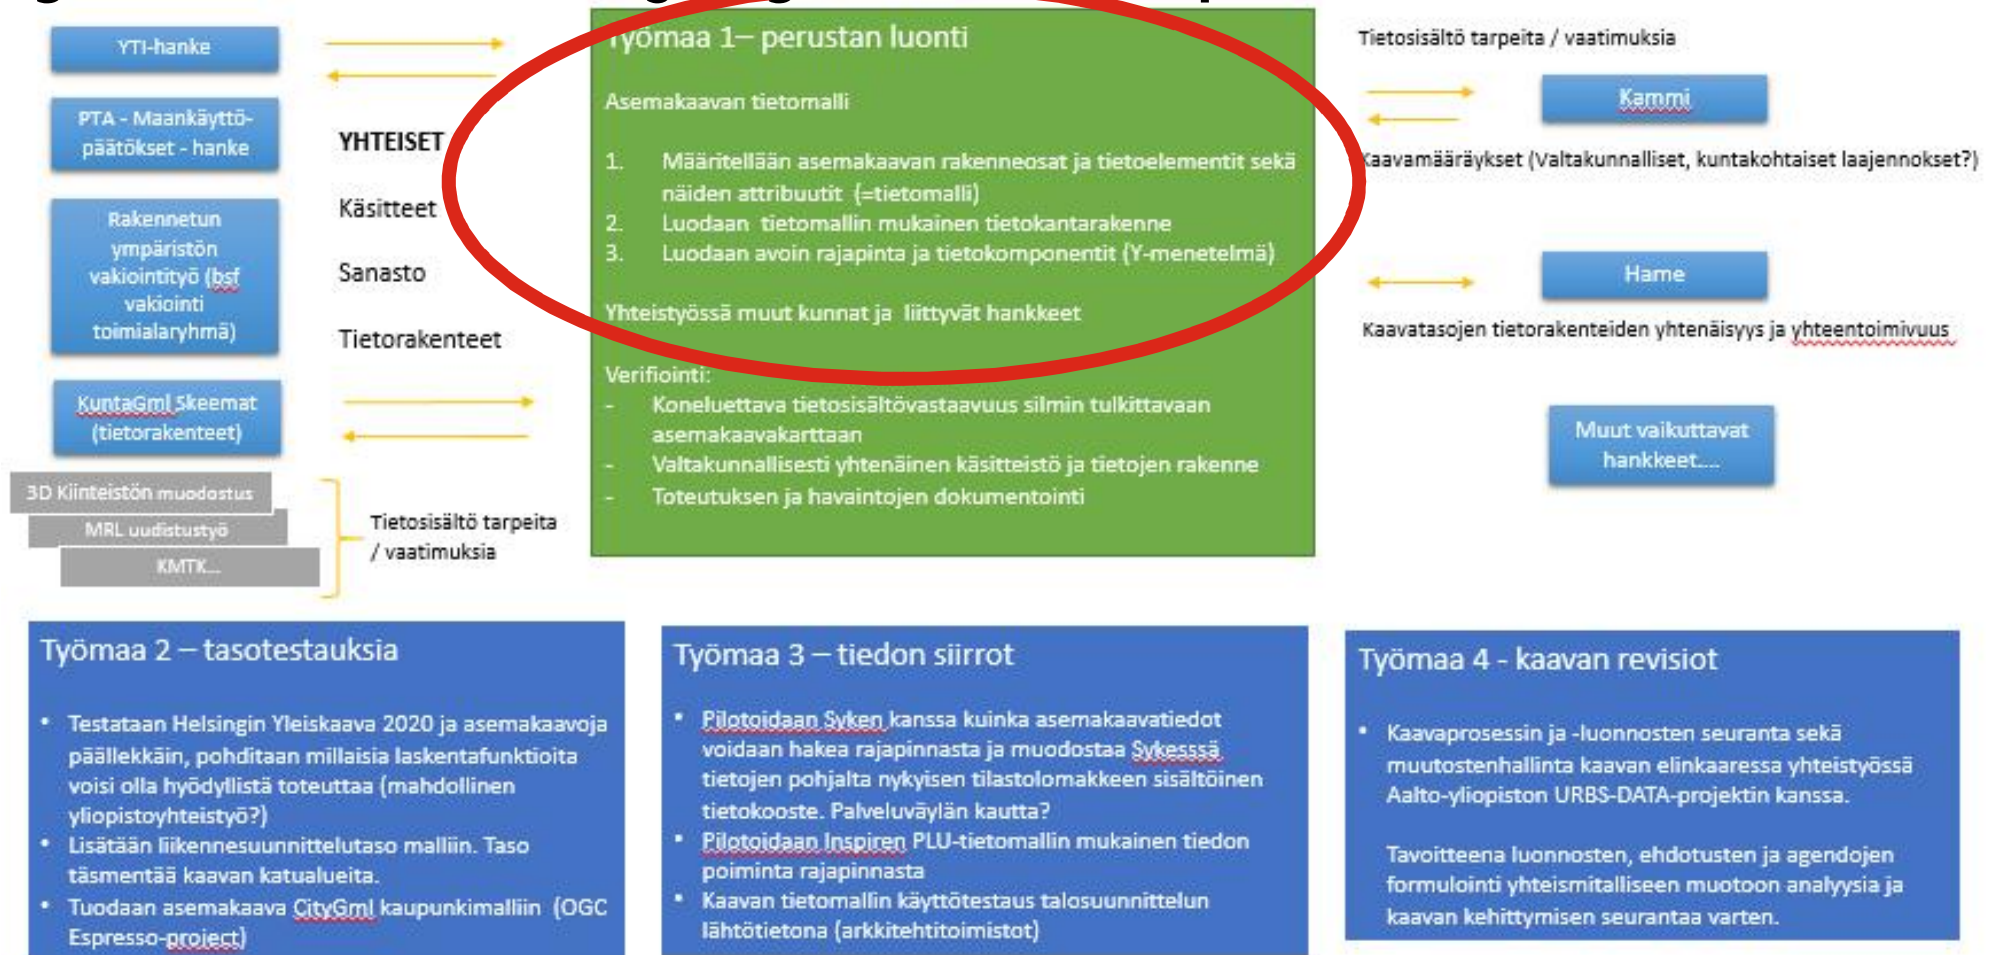 YTI-hanke
PTA - Maankäyttö-
päätökset - hanke
Rakennetun
ympäristön
vakiointityö (bsf
vakiointi
toimialaryhmä)
KuntaGml Skeemat
(tietorakenteet)
3D Kiinteistön muodostus
MRL uudistustyö
KMTK...
YHTEISET
Käsitteet
Sanasto
Tietorakenteet
Tietosisältö tarpeita
/ vaatimuksia
Työmaa 1– perustan luonti
Asemakaavan tietomalli
1. Määritellään asemakaavan rakenneosat ja tietoelementit sekä
näiden attribuutit (=tietomalli)
2. Luodaan tietomallin mukainen tietokantarakenne
3. Luodaan avoin rajapinta ja tietokomponentit (Y-menetelmä)
Yhteistyössä muut kunnat ja liittyvät hankkeet
Verifiointi:
- Koneluettava tietosisältövastaavuus silmin tulkittavaan
asemakaavakarttaan
- Valtakunnallisesti yhtenäinen käsitteistö ja tietojen rakenne
- Toteutuksen ja havaintojen dokumentointi
Tietosisältö tarpeita / vaatimuksia
Kammi
Kaavamääräykset (Valtakunnalliset, kuntakohtaiset laajennokset?)
Hame
Kaavatasojen tietorakenteiden yhtenäisyys ja yhteentoimivuus
Muut vaikuttavat
hankkeet....
Työmaa 2 – tasotestauksia
• Testataan Helsingin Yleiskaava 2020 ja asemakaavoja
päällekkäin, pohditaan millaisia laskentafunktioita
voisi olla hyödyllistä toteuttaa (mahdollinen
yliopistoyhteistyö?)
• Lisätään liikennesuunnittelutaso malliin. Taso
täsmentää kaavan katualueita.
• Tuodaan asemakaava CityGml kaupunkimalliin (OGC
Espresso-project)
Työmaa 3 – tiedon siirrot
• Pilotoidaan Syken kanssa kuinka asemakaavatiedot
voidaan hakea rajapinnasta ja muodostaa Sykesssä
tietojen pohjalta nykyisen tilastolomakkeen sisältöinen
tietokooste. Palveluväylän kautta?
• Pilotoidaan Inspiren PLU-tietomallin mukainen tiedon
poiminta rajapinnasta
• Kaavan tietomallin käyttötestaus talosuunnittelun
lähtötietona (arkkitehtitoimistot)
Työmaa 4 - kaavan revisiot
• Kaavaprosessin ja -luonnosten seuranta sekä
muutostenhallinta kaavan elinkaaressa yhteistyössä
Aalto-yliopiston URBS-DATA-projektin kanssa.
Tavoitteena luonnosten, ehdotusten ja agendojen
formulointi yhteismitalliseen muotoon analyysia ja
kaavan kehittymisen seurantaa varten.